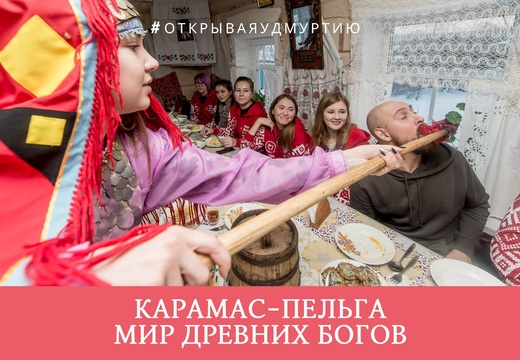 #ОТКРЫВАЯУДМУРТИЮ
КАРАМАС-ПЕЛЬГА
МИР ДРЕВНИХ БОГОВ